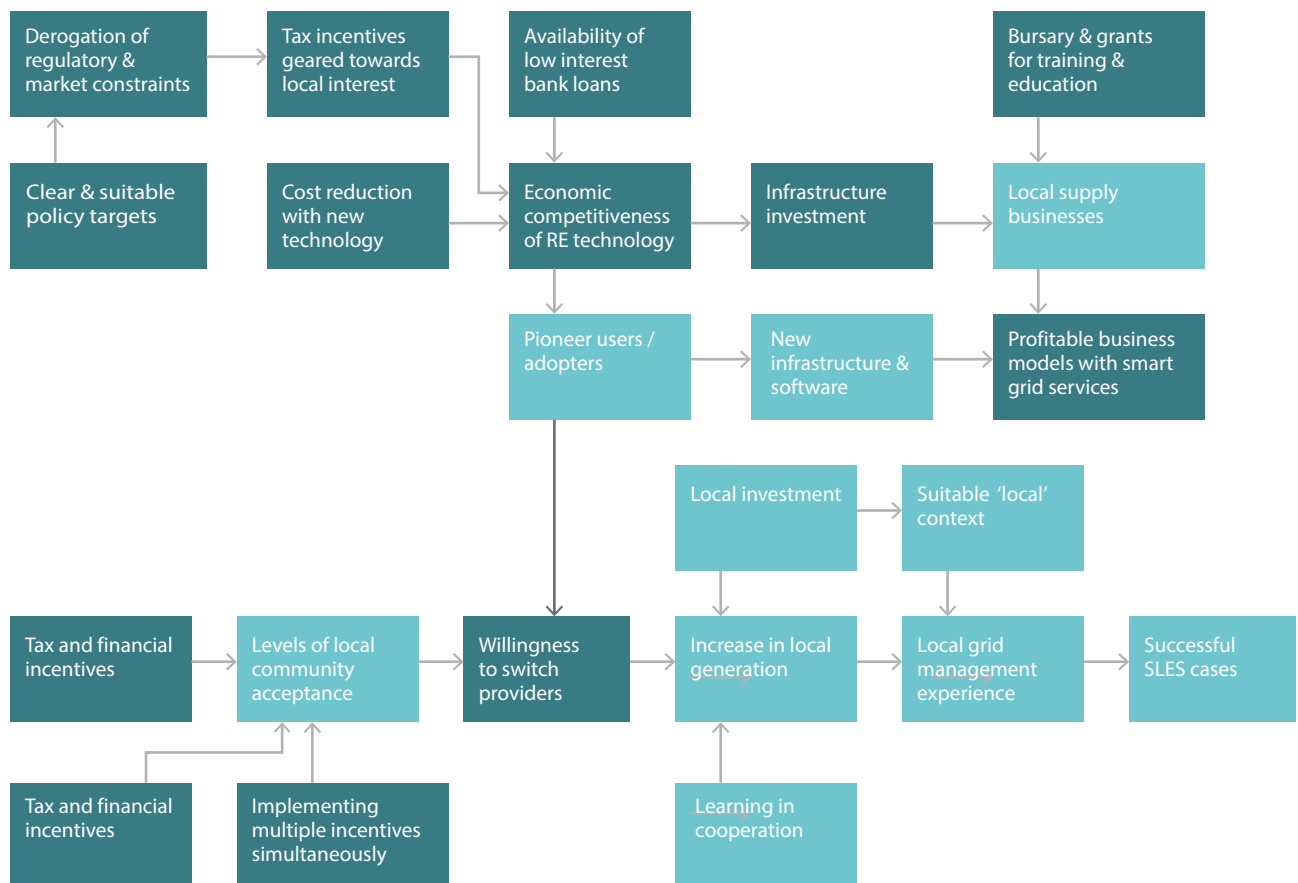 Derogation of
regulatory &
market constraints
Tax incentives
geared towards
local interest
Availability of
low interest
bank loans
Bursary & grants
for training &
education
Clear & suitable
policy targets
Cost reduction
with new
technology
Economic
competitiveness
of RE technology
Infrastructure
investment
Local supply
businesses
Pioneer users /
adopters
New
infrastructure &
software
Profitable business
models with smart
grid services
Local investment
Suitable ‘local’
context
Tax and financial
incentives
Levels of local
community
acceptance
Willingness
to switch
providers
Increase in local
generation
Local grid
management
experience
Successful
SLES cases
Tax and financial
incentives
Implementing
multiple incentives
simultaneously
Learning in
cooperation